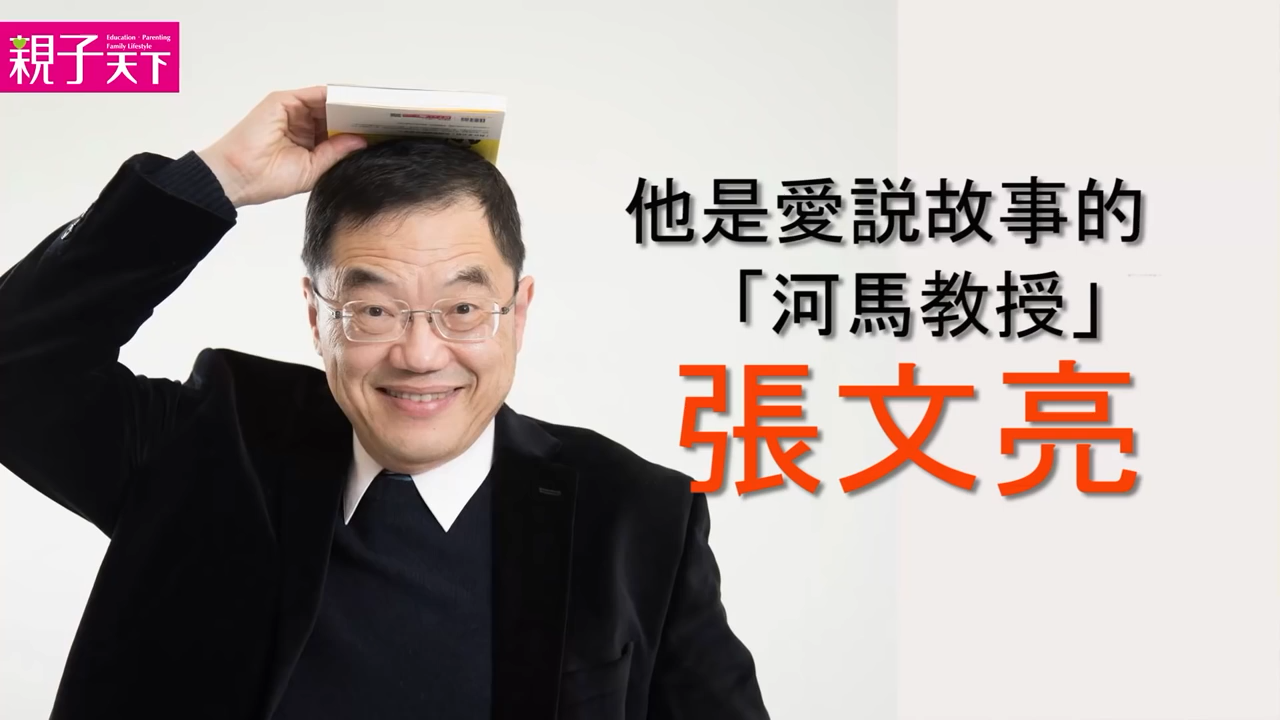 親子天下
Education・Parenting
Family Lifestyle
他是愛說故事的
「河馬教授」
張文亮